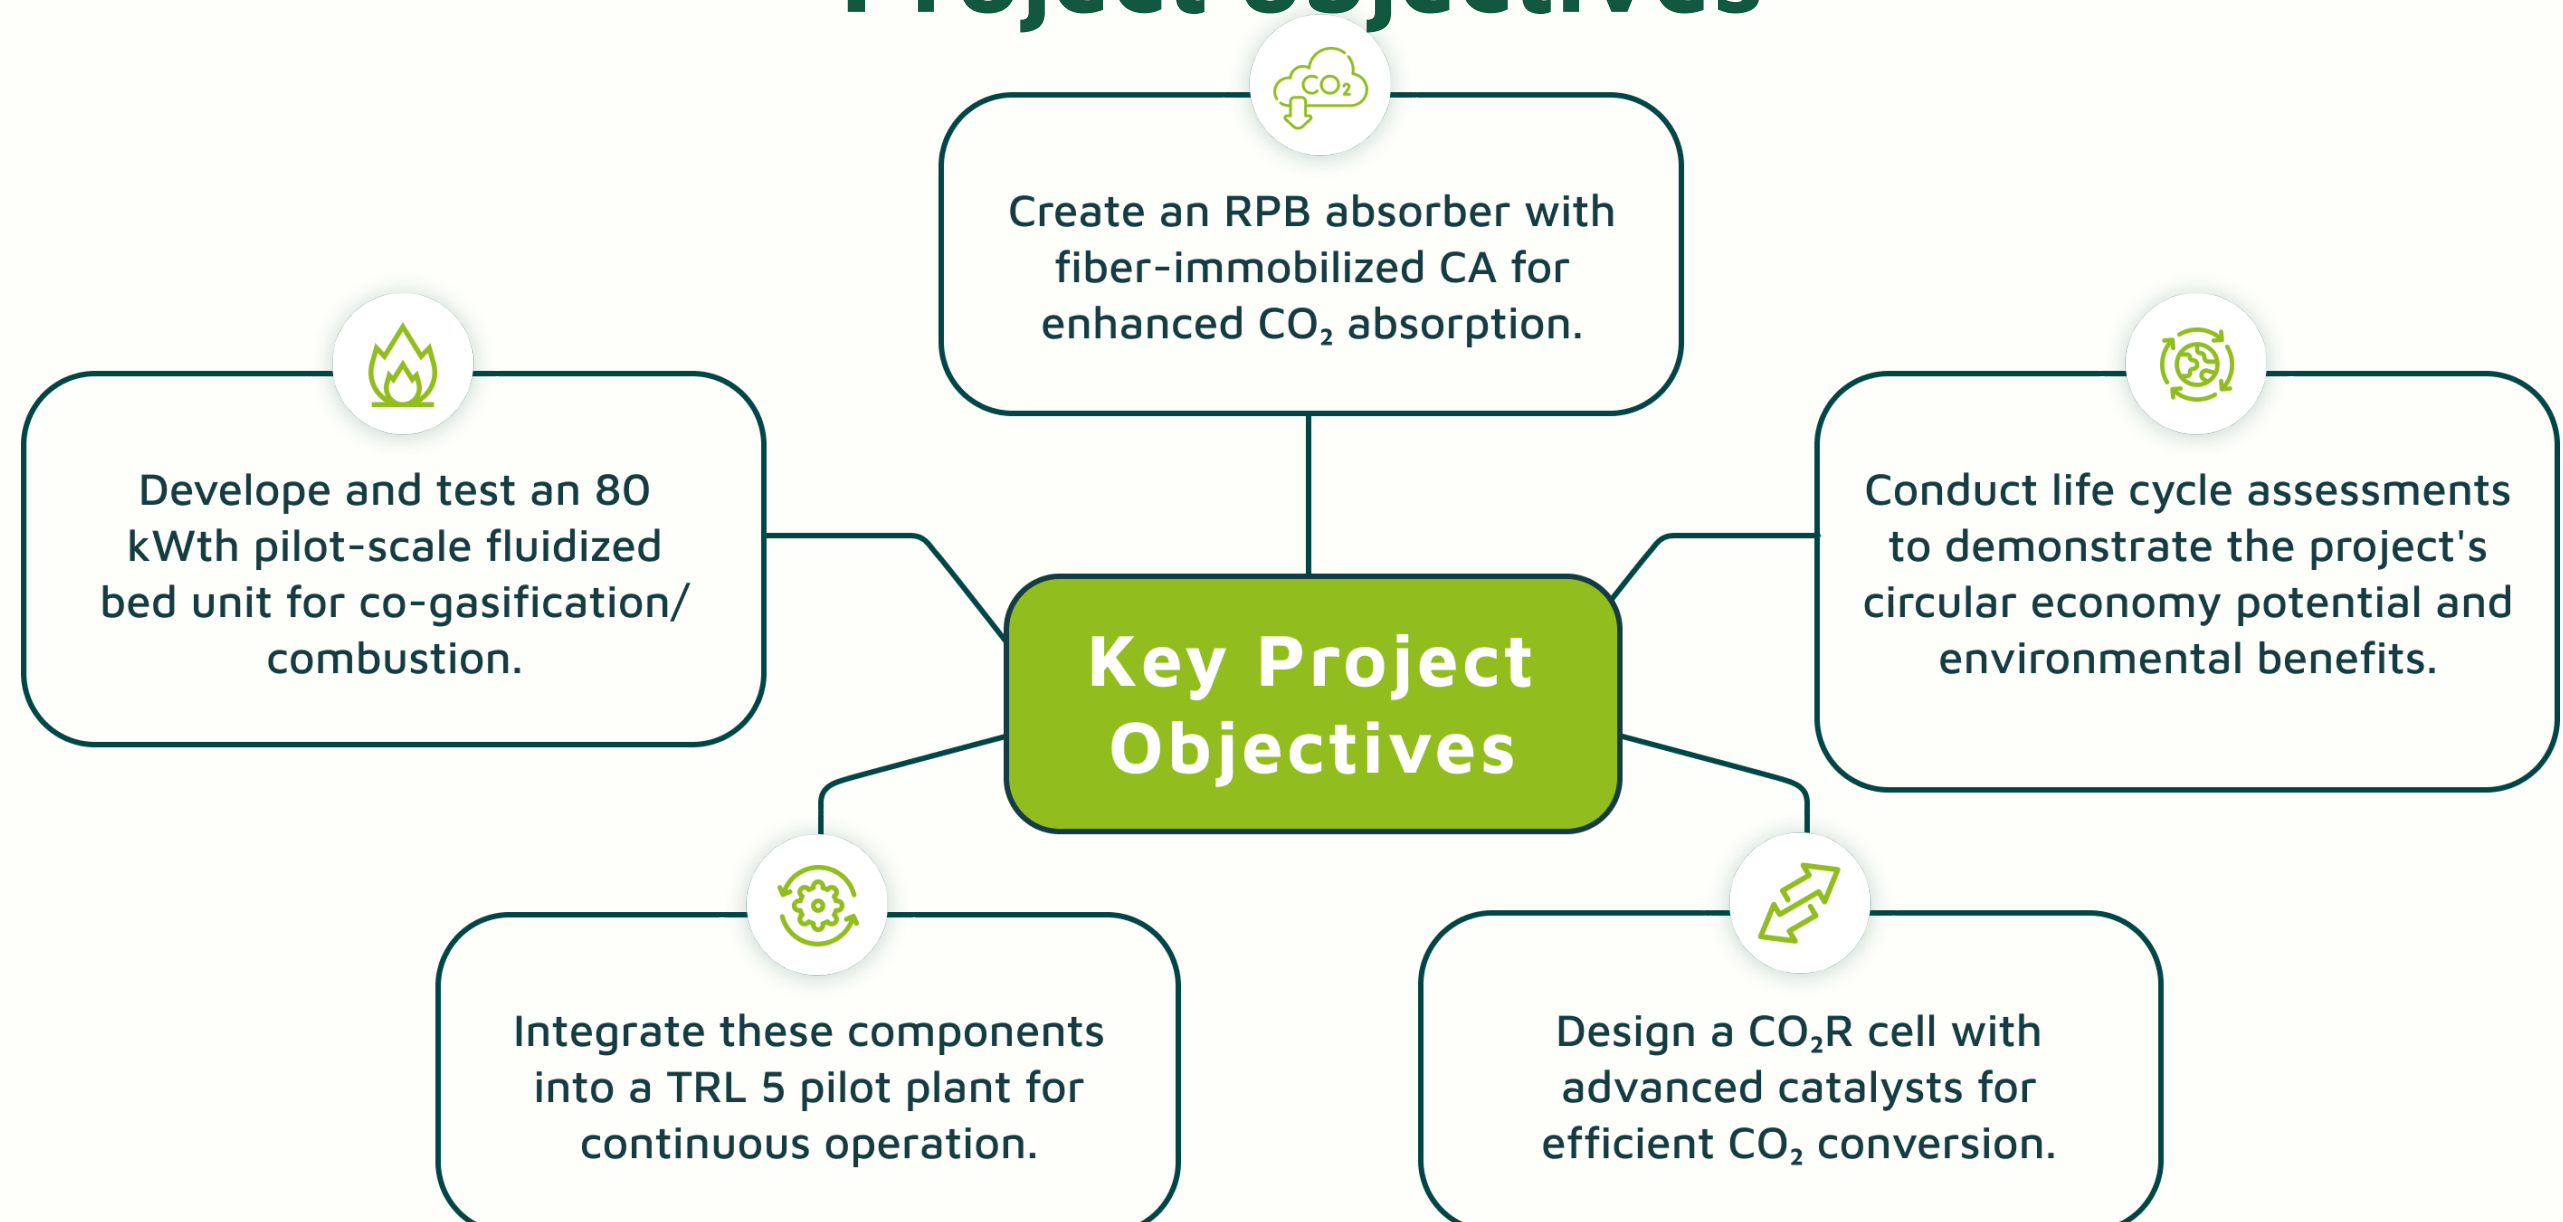 Project Objectives
CO₂
Create an RPB absorber with
fiber-immobilized CA for
enhanced CO₂ absorption.
Develope and test an 80
kWth pilot-scale fluidized
bed unit for co-gasification/
combustion.
Conduct life cycle assessments
to demonstrate the project's
circular economy potential and
environmental benefits.
Key Project
Objectives
Integrate these components
into a TRL 5 pilot plant for
continuous operation.
Design a CO₂R cell with
advanced catalysts for
efficient CO₂ conversion.